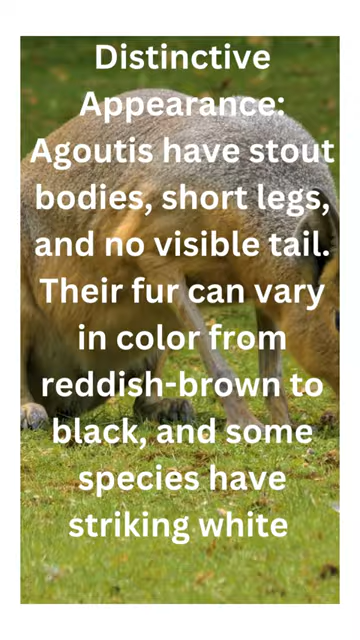 Distinctive
Appearance:
Agoutis have stout
bodies, short legs,
and no visible tail.
Their fur can vary
in color from
reddish-brown to
black, and some
species have
striking white